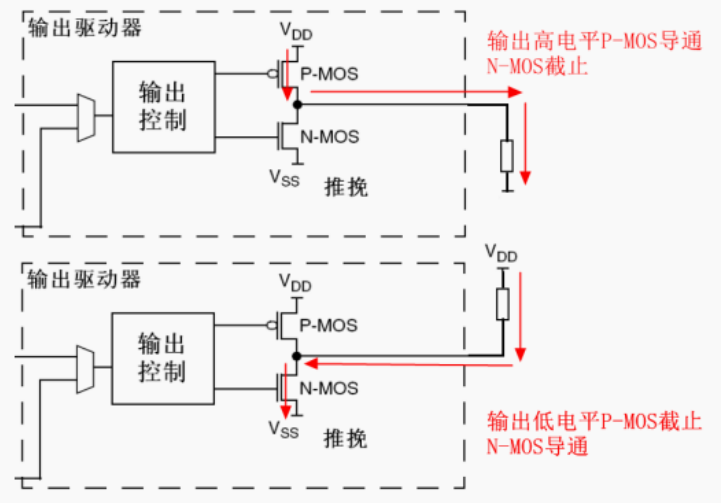 输出驱动器
VDD
P-MOS
输出
控制
N-MOS
VSS
推挽
输出高电平P-MOS导通
N-MOS截止
VDD
输出驱动器
VDD
P-MOS
输出
控制
N-MOS
VSS
推挽
输出低电平P-MOS截止
N-MOS导通